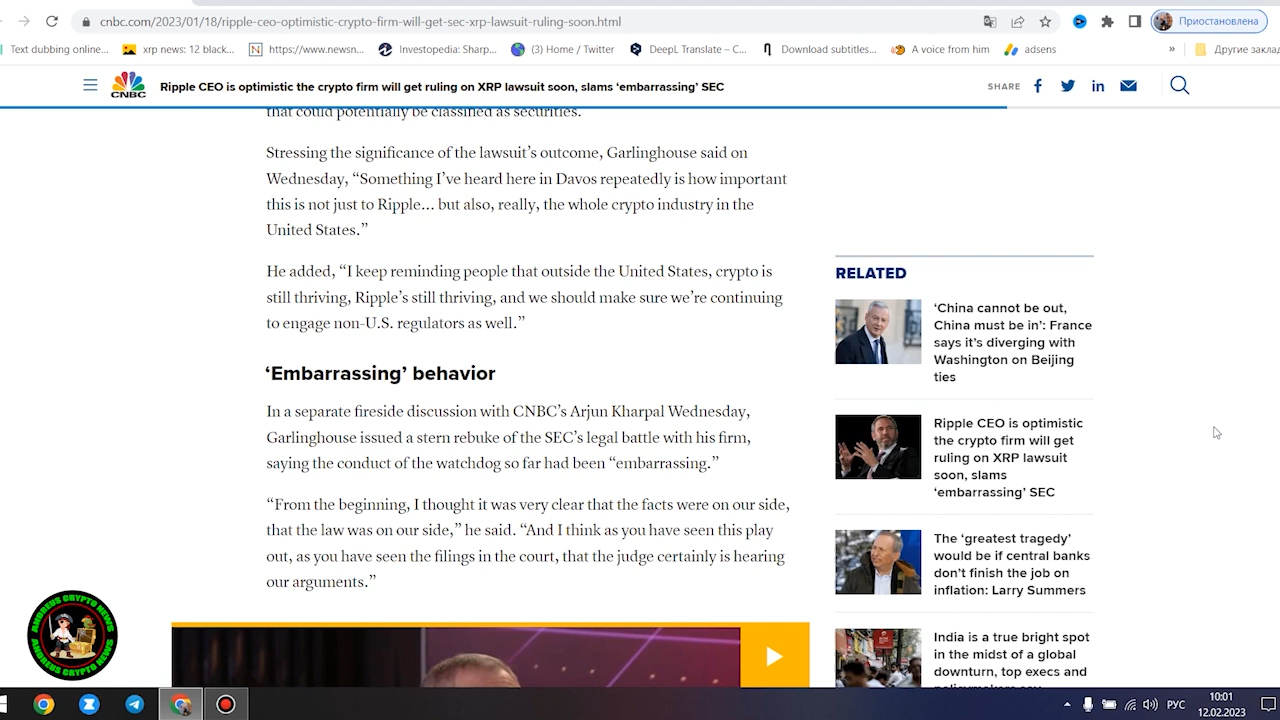 cnbc.com/2023/01/18/ripple-ceo-optimistic-crypto-firm-will-get-sec-xrp-lawsuit-ruling-soon.html
Приостановлена
Text dubbing online...
xrp news: 12 black...
https://www.newsn...
Investopedia: Sharp...
(3) Home / Twitter
DeepL Translate – C...
Download subtitles...
A voice from him
adsens
»
Другие закла
CNBC
Ripple CEO is optimistic the crypto firm will get ruling on XRP lawsuit soon, slams ‘embarrassing’ SEC
SHARE
that could potentially be classified as securities.
Stressing the significance of the lawsuit’s outcome, Garlinghouse said on
Wednesday, “Something I’ve heard here in Davos repeatedly is how important
this is not just to Ripple… but also, really, the whole crypto industry in the
United States.”
He added, “I keep reminding people that outside the United States, crypto is
still thriving, Ripple’s still thriving, and we should make sure we’re continuing
to engage non-U.S. regulators as well.”
‘Embarrassing’ behavior
In a separate fireside discussion with CNBC’s Arjun Kharpal Wednesday,
Garlinghouse issued a stern rebuke of the SEC’s legal battle with his firm,
saying the conduct of the watchdog so far had been “embarrassing.”
“From the beginning, I thought it was very clear that the facts were on our side,
that the law was on our side,” he said. “And I think as you have seen this play
out, as you have seen the filings in the court, that the judge certainly is hearing
our arguments.”
RELATED
‘China cannot be out,
China must be in’: France
says it’s diverging with
Washington on Beijing
ties
Ripple CEO is optimistic
the crypto firm will get
ruling on XRP lawsuit
soon, slams
‘embarrassing’ SEC
The ‘greatest tragedy’
would be if central banks
don’t finish the job on
inflation: Larry Summers
India is a true bright spot
in the midst of a global
downturn, top execs and
policymakers say
ANDREUS CRYPTO NEWS
ANDREUS CRYPTO NEWS
РУС
10:01
12.02.2023